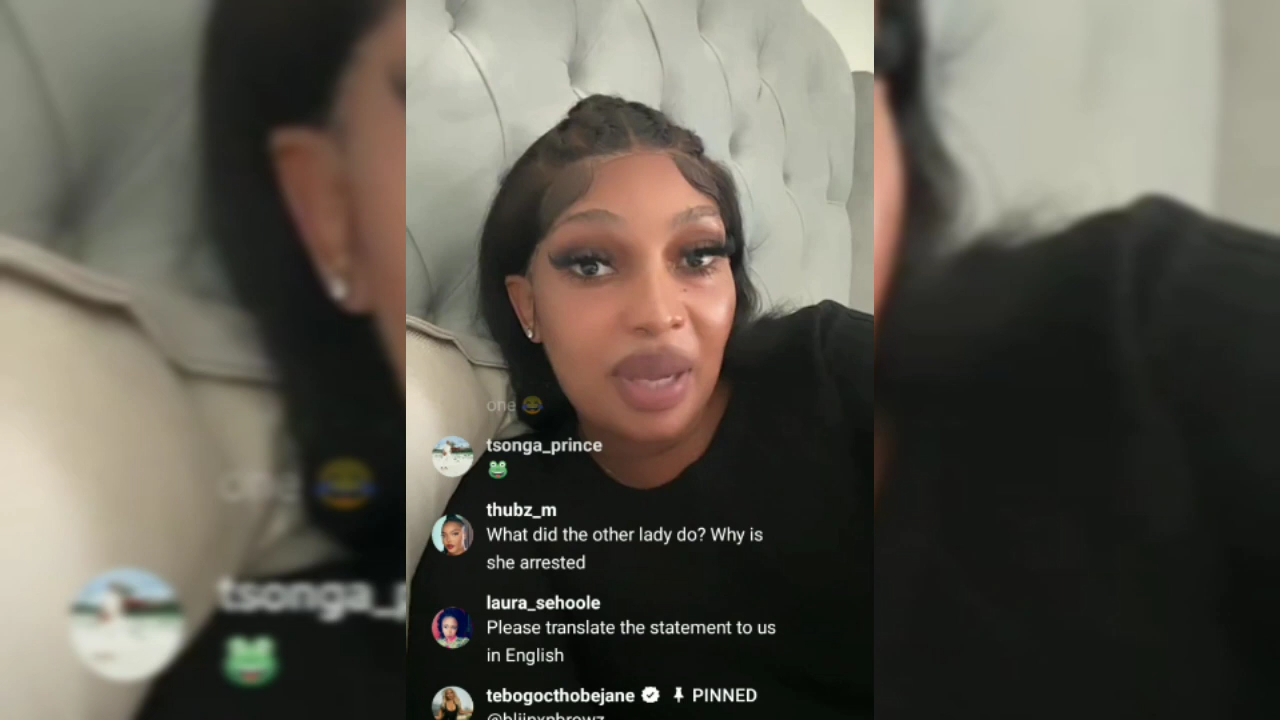 one 😂
tsonga_prince
🐸
thubz_m
What did the other lady do? Why is
she arrested
laura_sehoole
Please translate the statement to us
in English
tebogocthobejane PINNED